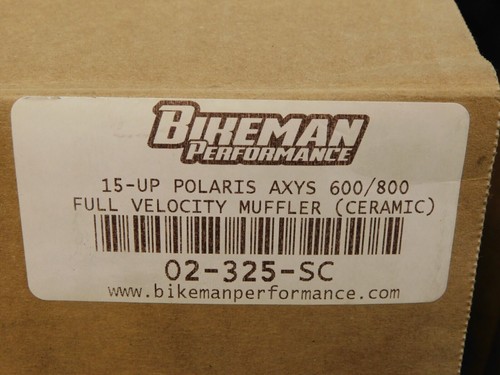 BIKEMAN
PERFORMANCE
15-UP POLARIS AXYS 600/800
FULL VELOCITY MUFFLER (CERAMIC)
02-325-SC
www.bikemanperformance.com